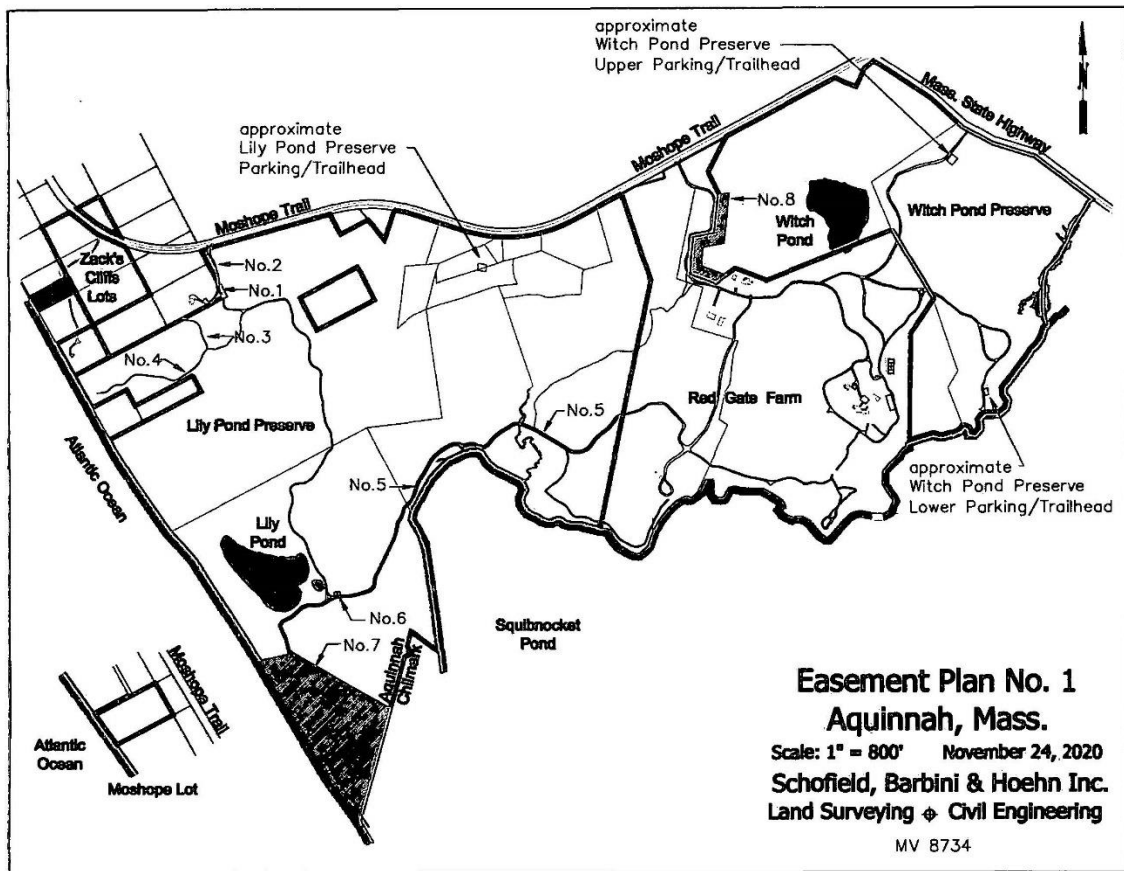 approximate
Witch Pond Preserve
Upper Parking/Trailhead
Mass. State Highway
N
approximate
Lily Pond Preserve
Parking/Trailhead
Moshope Trail
Moshope Trail
No.8
Witch
Pond
Witch Pond Preserve
Zack's
Cliffs
Lots
No.2
No.1
No.3
No.4
Lily Pond Preserve
No.5
Red Gate Farm
Atlantic Ocean
No.5
approximate
Witch Pond Preserve
Lower Parking/Trailhead
Lily
Pond
No.6
No.7
Squibnocket
Pond
Aquinnah
Chilmark
Moshope Trail
Atlantic
Ocean
Moshope Lot
Easement Plan No. 1
Aquinnah, Mass.
Scale: 1" = 800' November 24, 2020
Schofield, Barbini & Hoehn Inc.
Land Surveying Civil Engineering
MV 8734